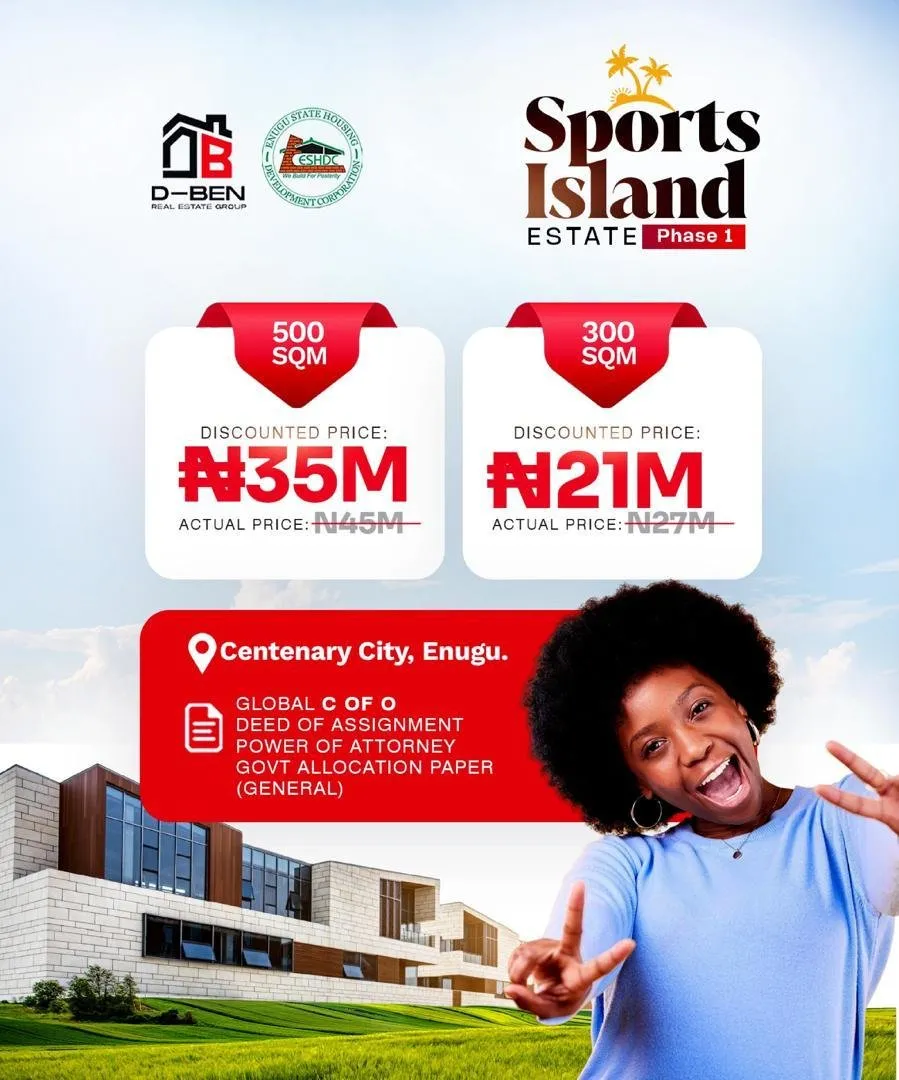 D-BEN
REAL ESTATE GROUP
ENUGU STATE HOUSING
ESHDC
We Build For Posterity
DEVELOPMENT CORPORATION
Sports
Island
ESTATE Phase 1
500
SQM
DISCOUNTED PRICE:
₦35M
ACTUAL PRICE: N45M
300
SQM
DISCOUNTED PRICE:
₦21M
ACTUAL PRICE: N27M
Centenary City, Enugu.
GLOBAL C OF O
DEED OF ASSIGNMENT
POWER OF ATTORNEY
GOVT ALLOCATION PAPER
(GENERAL)